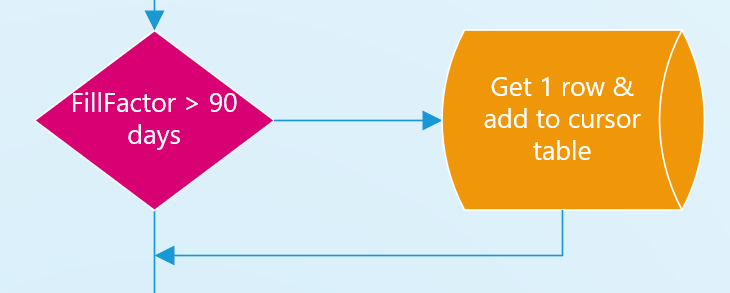 FillFactor > 90
days
Get 1 row &
add to cursor
table